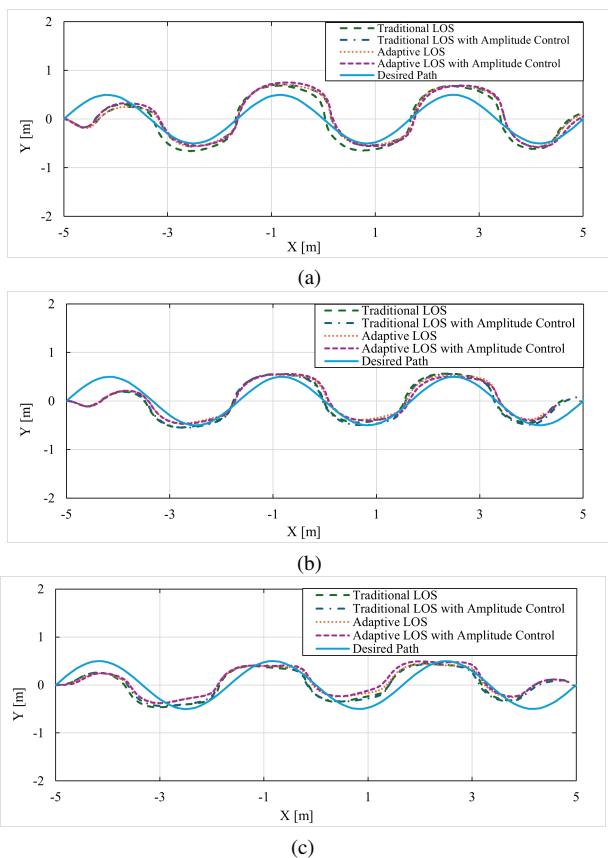 2
1
0
-1
-2
Y [m]
-5
-3
-1
1
3
5
X [m]
Traditional LOS
Traditional LOS with Amplitude Control
Adaptive LOS
Adaptive LOS with Amplitude Control
Desired Path
(a)
2
1
0
-1
-2
Y [m]
-5
-3
-1
1
3
5
X [m]
Traditional LOS
Traditional LOS with Amplitude Control
Adaptive LOS
Adaptive LOS with Amplitude Control
Desired Path
(b)
2
1
0
-1
-2
Y [m]
-5
-3
-1
1
3
5
X [m]
Traditional LOS
Traditional LOS with Amplitude Control
Adaptive LOS
Adaptive LOS with Amplitude Control
Desired Path
(c)